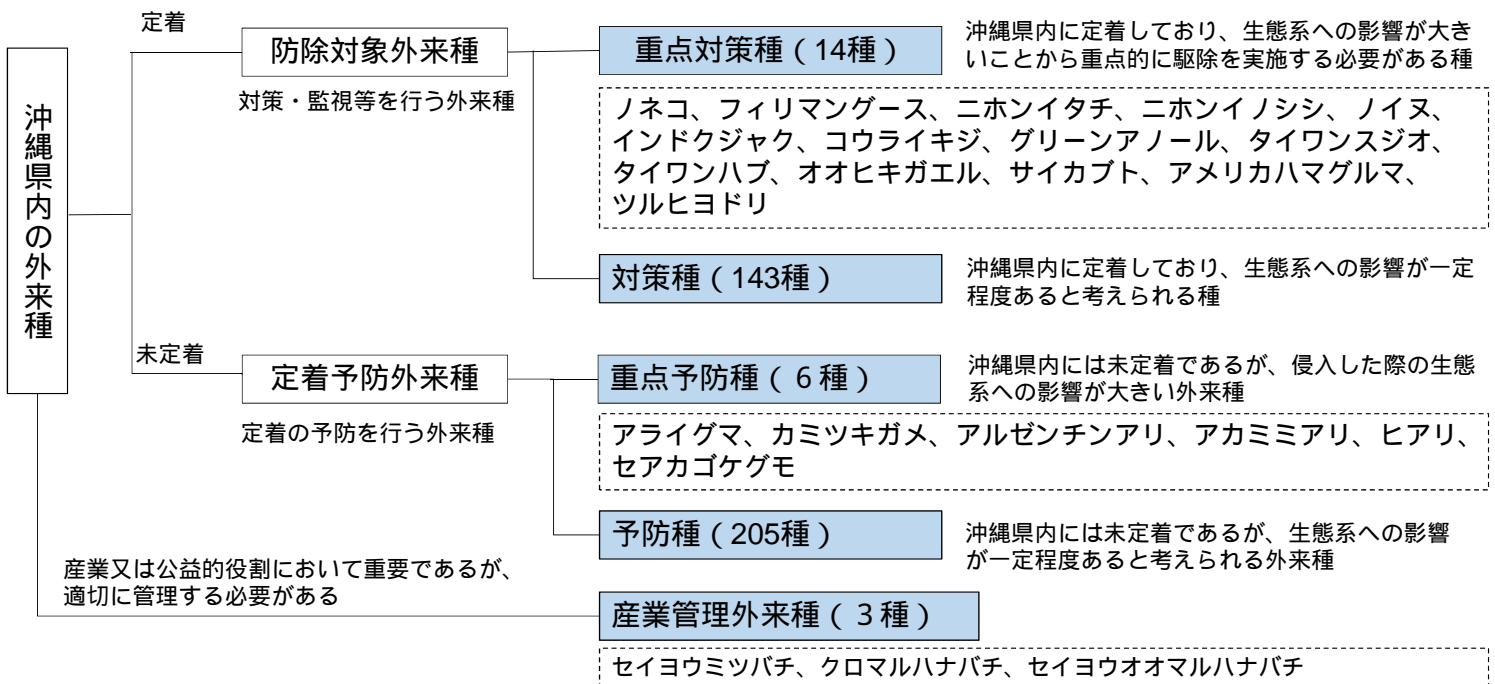 沖縄県内の外来種
定着
防除対象外来種
対策・監視等を行う外来種
重点対策種(14種)
沖縄県内に定着しており、生態系への影響が大き
いことから重点的に駆除を実施する必要がある種
ノネコ、フィリマングース、ニホンイタチ、ニホンイノシシ、ノイヌ、
インドクジャク、コウライキジ、グリーンアノール、タイワンスジオ、
タイワンハブ、オオヒキガエル、サイカブト、アメリカハマグルマ、
ツルヒヨドリ
対策種(143種)
沖縄県内に定着しており、生態系への影響が一定
程度あると考えられる種
未定着
定着予防外来種
定着の予防を行う外来種
重点予防種(6種)
沖縄県内には未定着であるが、侵入した際の生態
系への影響が大きい外来種
アライグマ、カミツキガメ、アルゼンチンアリ、アカミミアリ、ヒアリ、
セアカゴケグモ
予防種(205種)
沖縄県内には未定着であるが、生態系への影響
が一定程度あると考えられる外来種
産業又は公益的役割において重要であるが、
適切に管理する必要がある
産業管理外来種(3種)
セイヨウミツバチ、クロマルハナバチ、セイヨウオオマルハナバチ